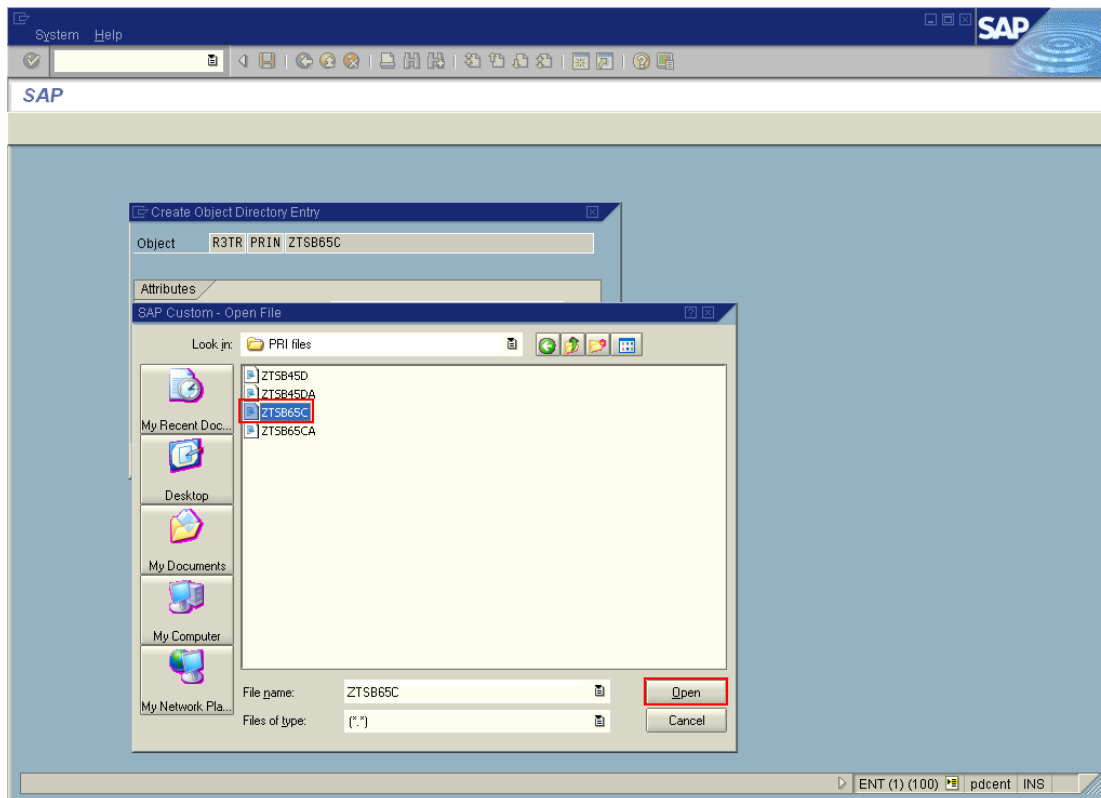 System Help
SAP
SAP
Create Object Directory Entry
Object R3TR PRIN ZTSB65C
Attributes
SAP Custom - Open File
Look in: PRI files
ZTSB45D
ZTSB45DA
ZTSB65C
ZTSB65CA
My Recent Doc...
Desktop
My Documents
My Computer
My Network Pla...
File name: ZTSB65C Open
Files of type: (*.*) Cancel
ENT (1) (100) pdcent INS